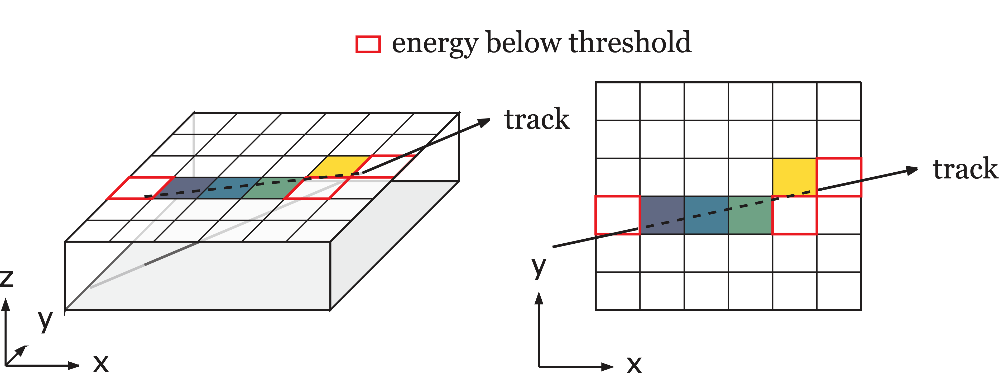 energy below threshold
track
track
z
y
x
y
x